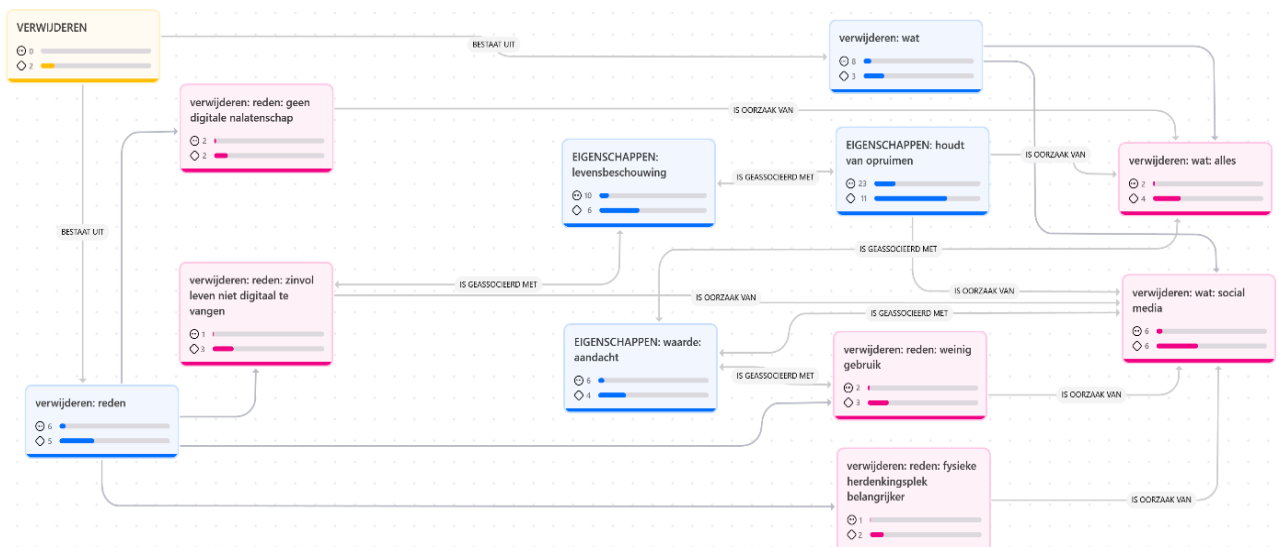 VERWIJDEREN
0
2
BESTAAT UIT
verwijderen: wat
8
3
verwijderen: reden: geen
digitale nalatenschap
2
2
IS OORZAAK VAN
EIGENSCHAPPEN:
levensbeschouwing
10
6
IS GEASSOCIEERD MET
EIGENSCHAPPEN: houdt
van opruimen
23
11
IS OORZAAK VAN
verwijderen: wat: alles
2
4
BESTAAT UIT
IS GEASSOCIEERD MET
verwijderen: reden: zinvol
leven niet digitaal te
vangen
1
3
IS GEASSOCIEERD MET
IS OORZAAK VAN
IS OORZAAK VAN
verwijderen: wat: social
media
6
6
IS GEASSOCIEERD MET
EIGENSCHAPPEN: waarde:
aandacht
6
4
IS GEASSOCIEERD MET
verwijderen: reden: weinig
gebruik
2
3
IS OORZAAK VAN
verwijderen: reden
6
5
verwijderen: reden: fysieke
herdenkingsplek
belangrijker
1
2
IS OORZAAK VAN